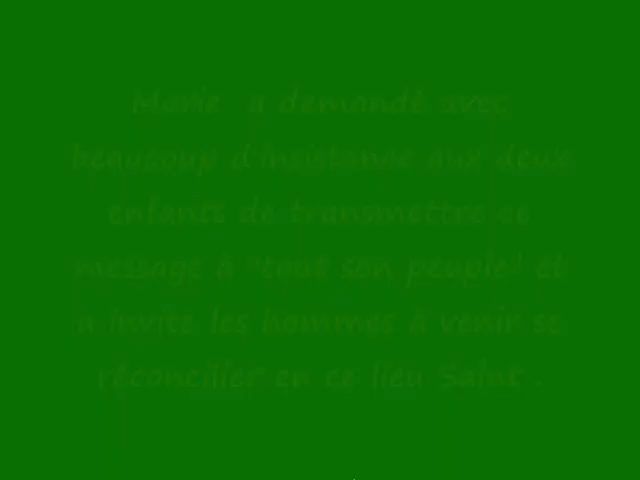 Marie a demandé avec
beaucoup d'insistance aux deux
enfants de transmettre ce
message à "tout son peuple" et
a invité les hommes à venir se
réconcilier en ce lieu Saint .